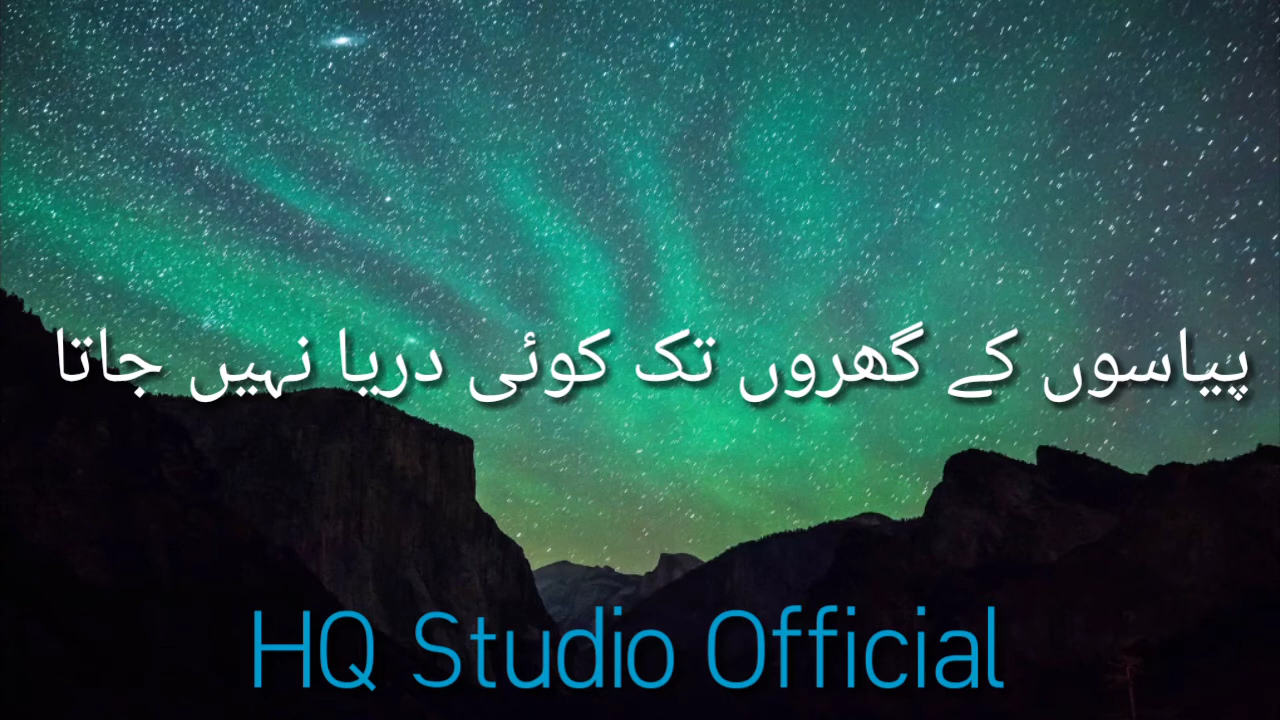 پیاسوں کے گھروں تک کوئی دریا نہیں جاتا
HQ Studio Official